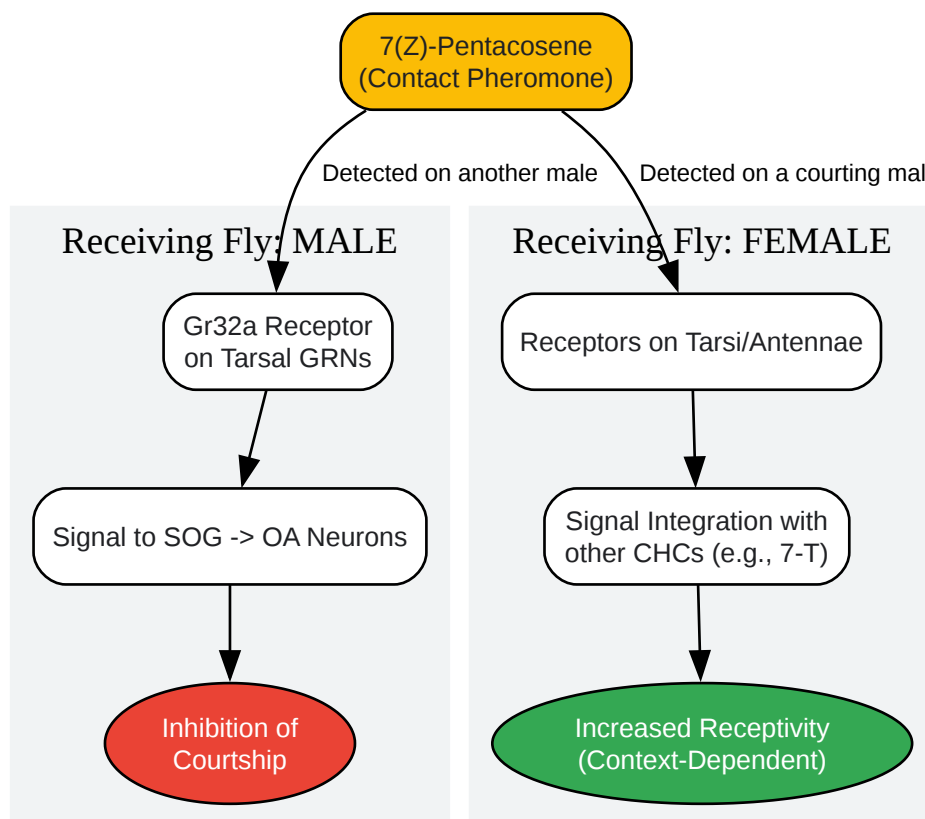 7(Z)-Pentacosene
(Contact Pheromone)
Detected on another male
Detected on a courting mal
Receiving Fly: MALE
Receiving Fly: FEMALE
Gr32a Receptor
on Tarsal GRNs
Receptors on Tarsi/Antennae
Signal to SOG -> OA Neurons
Signal Integration with
other CHCs (e.g., 7-T)
Inhibition of
Courtship
Increased Receptivity
(Context-Dependent)